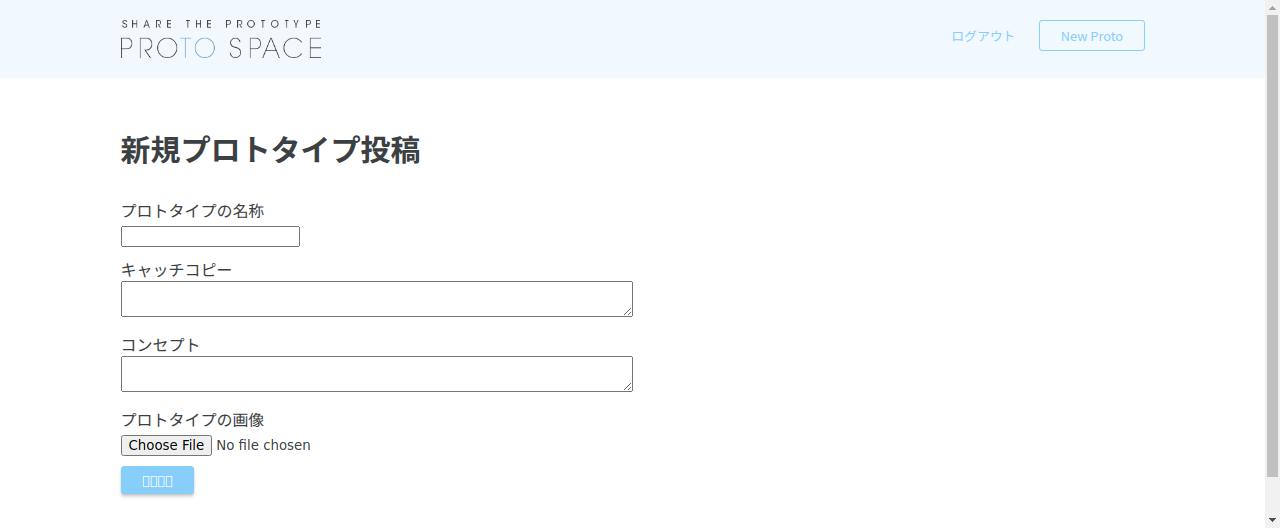 SHARE THE PROTOTYPE
PROTO SPACE
ログアウト
New Proto
新規プロトタイプ投稿
プロトタイプの名称
キャッチコピー
コンセプト
プロトタイプの画像
Choose File No file chosen